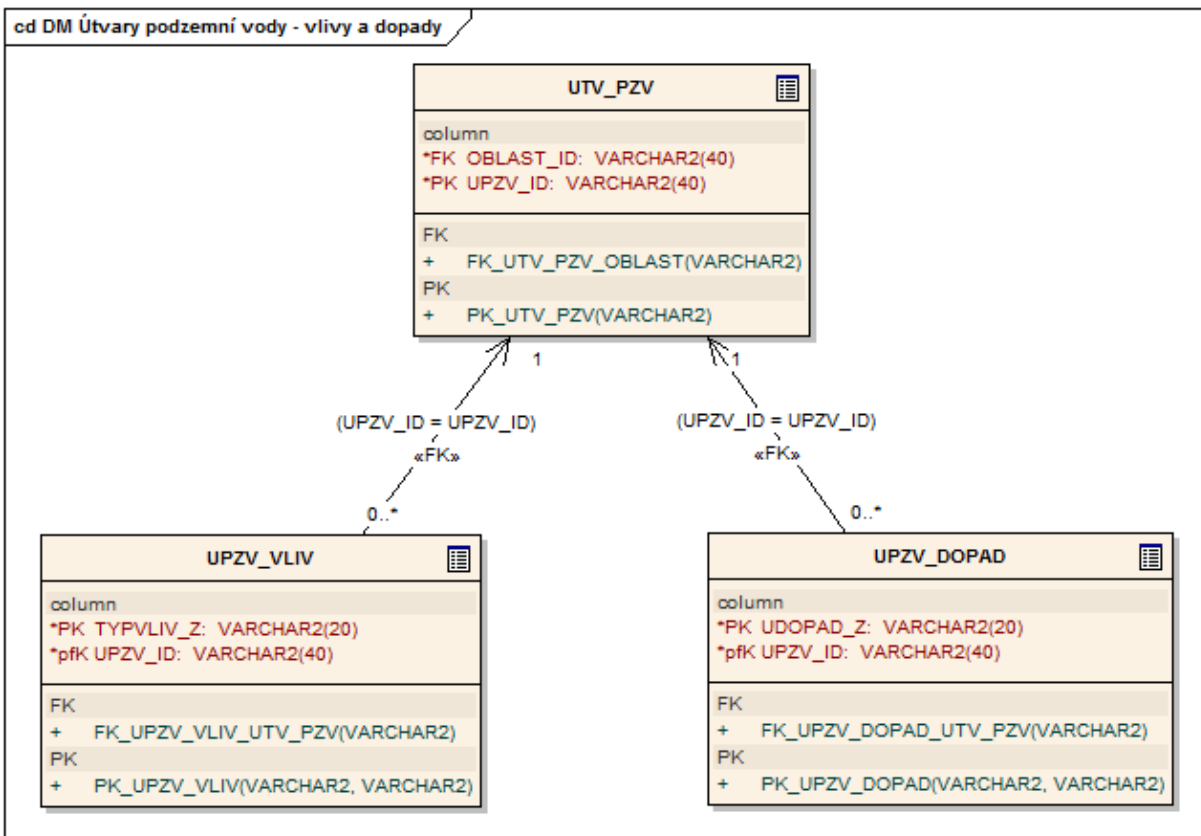 cd DM Útvary podzemní vody - vlivy a dopady
UTV_PZV
column
*FK OBLAST_ID: VARCHAR2(40)
*PK UPZV_ID: VARCHAR2(40)
FK
+ FK_UTV_PZV_OBLAST(VARCHAR2)
PK
+ PK_UTV_PZV(VARCHAR2)
1
1
(UPZV_ID = UPZV_ID)
«FK»
(UPZV_ID = UPZV_ID)
«FK»
0..*
0..*
UPZV_VLIV
column
*PK TYPVLIV_Z: VARCHAR2(20)
*pfK UPZV_ID: VARCHAR2(40)
FK
+ FK_UPZV_VLIV_UTV_PZV(VARCHAR2)
PK
+ PK_UPZV_VLIV(VARCHAR2, VARCHAR2)
UPZV_DOPAD
column
*PK UDOPAD_Z: VARCHAR2(20)
*pfK UPZV_ID: VARCHAR2(40)
FK
+ FK_UPZV_DOPAD_UTV_PZV(VARCHAR2)
PK
+ PK_UPZV_DOPAD(VARCHAR2, VARCHAR2)